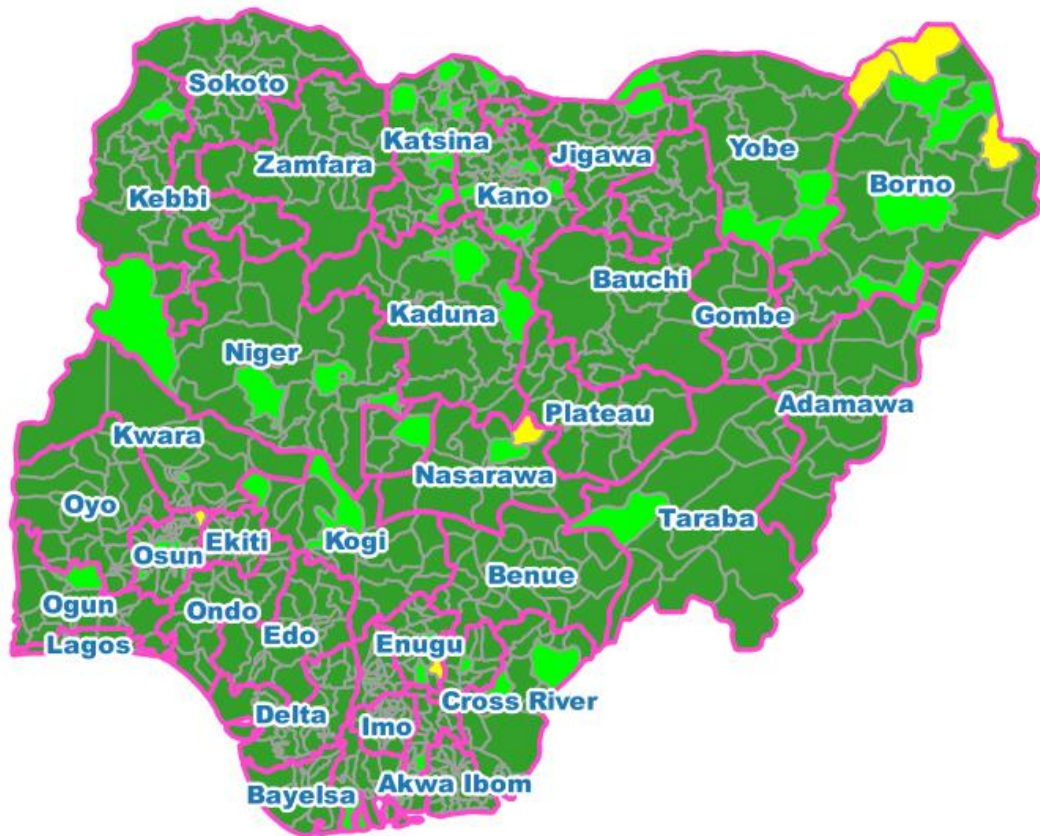 Sokoto
Katsina
Zamfara
Jigawa
Yobe
Kebbi
Kano
Borno
Bauchi
Kaduna
Gombe
Niger
Adamawa
Plateau
Kwara
Nasarawa
Oyo
Taraba
Osun
Ekiti
Kogi
Benue
Ogun
Ondo
Edo
Lagos
Enugu
Cross River
Delta
Imo
Akwa Ibom
Bayelsa